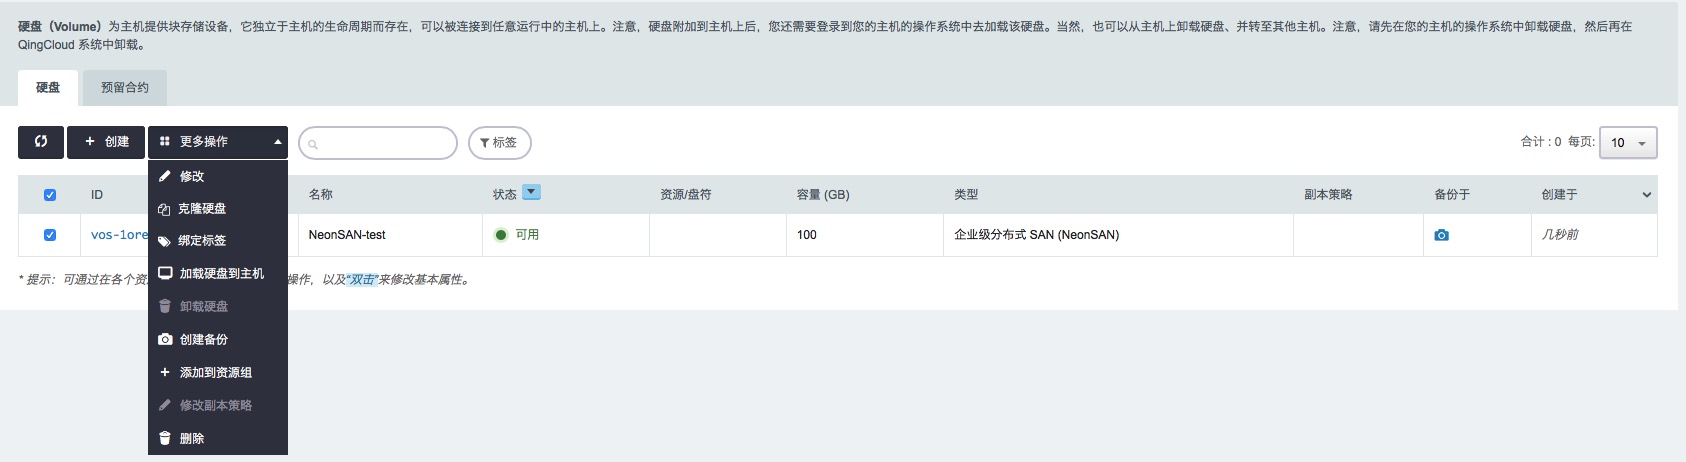 硬盘（Volume）为主机提供块存储设备，它独立于主机的生命周期而存在，可以被连接到任意运行中的主机上。注意，硬盘附加到主机上后，您还需要登录到您的主机的操作系统中去加载该硬盘。当然，也可以从主机上卸载硬盘、并转至其他主机。注意，请先在您的主机的操作系统中卸载硬盘，然后再在
QingCloud 系统中卸载。
硬盘 预留合约
创建 更多操作 标签 合计 : 0 每页: 10
ID 名称 状态 资源/盘符 容量 (GB) 类型 副本策略 备份于 创建于
vos-1ore NeonSAN-test 可用 100 企业级分布式 SAN (NeonSAN) 几秒前
* 提示：可通过在各个资 操作，以及“双击”来修改基本属性。
修改
克隆硬盘
绑定标签
加载硬盘到主机
卸载硬盘
创建备份
添加到资源组
修改副本策略
删除